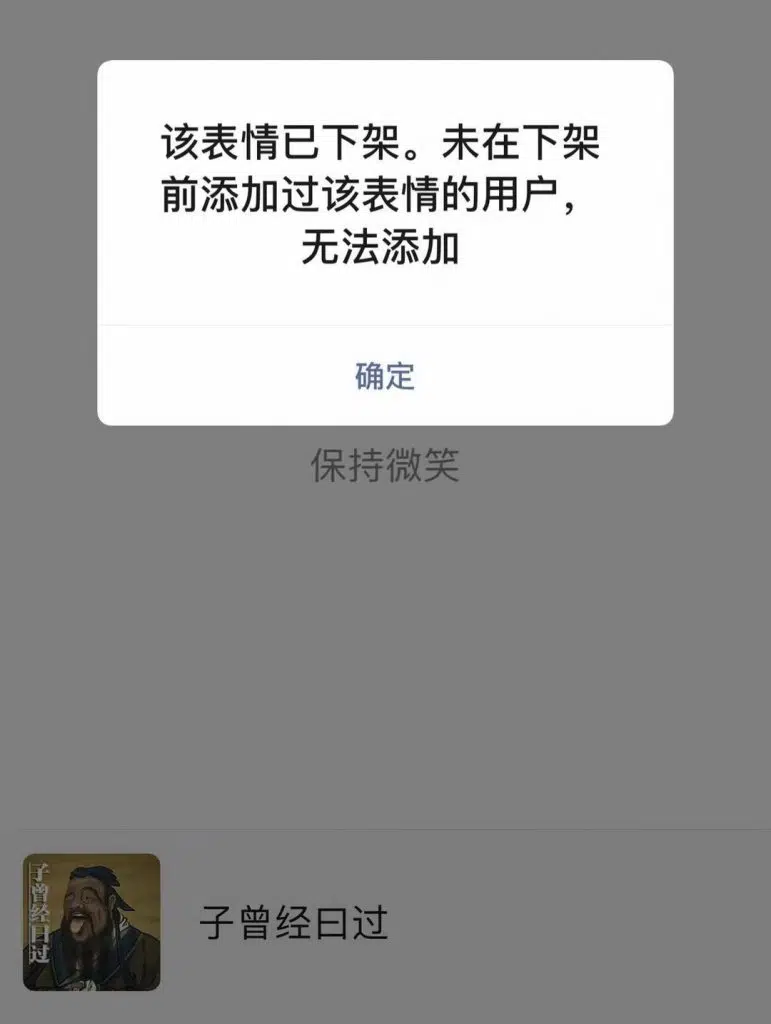 该表情已下架。未在下架
前添加过该表情的用户，
无法添加
确定
保持微笑
子曾经曰过
子曾经曰过